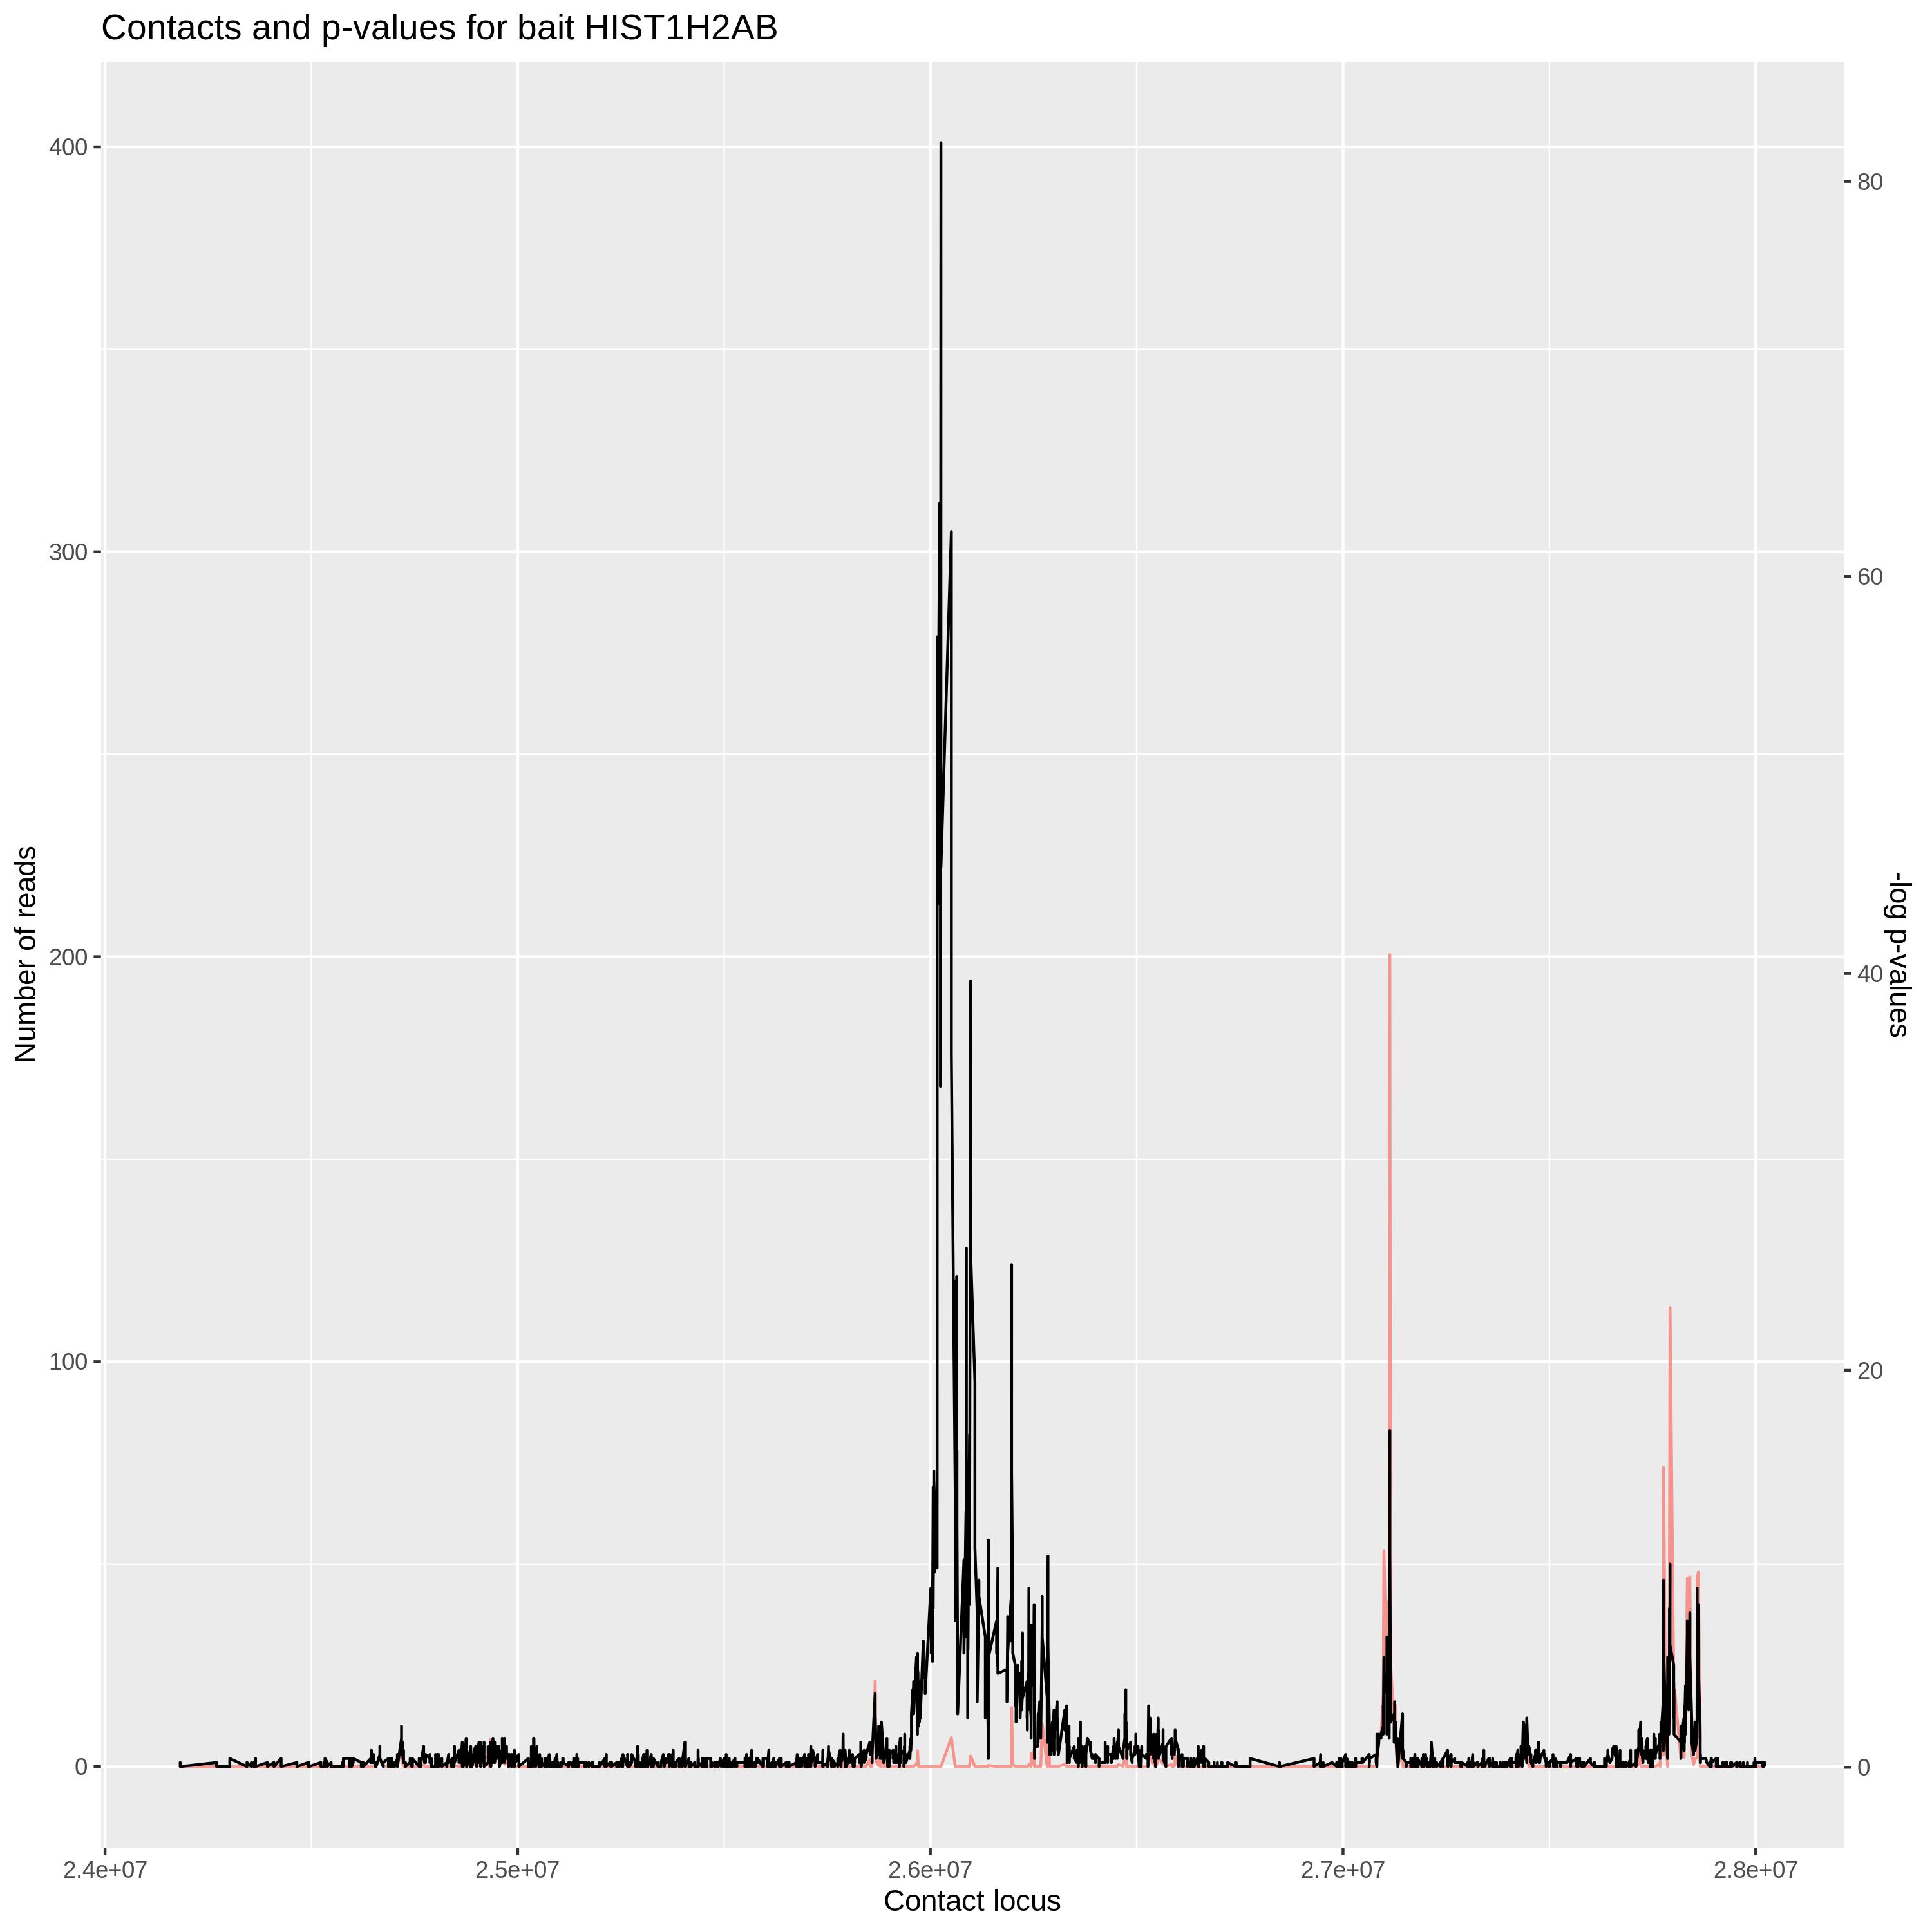 Contacts and p-values for bait HIST1H2AB
400
300
200
100
0
80
60
40
20
0
Number of reads
-log p-values
2.4e+07
2.5e+07
2.6e+07
2.7e+07
2.8e+07
Contact locus